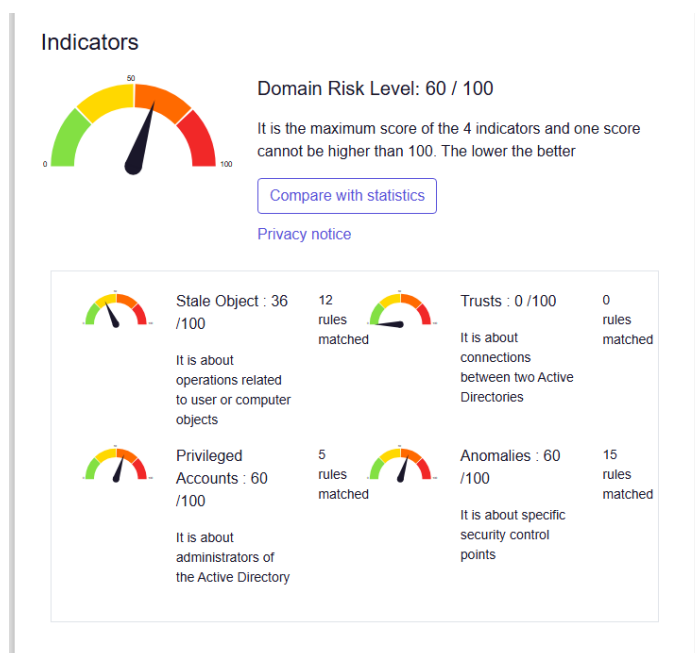 Indicators
50
0
100
Domain Risk Level: 60 / 100
It is the maximum score of the 4 indicators and one score
cannot be higher than 100. The lower the better
Compare with statistics
Privacy notice
Stale Object : 36
/100
It is about
operations related
to user or computer
objects
12
rules
matched
Trusts : 0 /100
It is about
connections
between two Active
Directories
0
rules
matched
Privileged
Accounts : 60
/100
It is about
administrators of
the Active Directory
5
rules
matched
Anomalies : 60
/100
It is about specific
security control
points
15
rules
matched